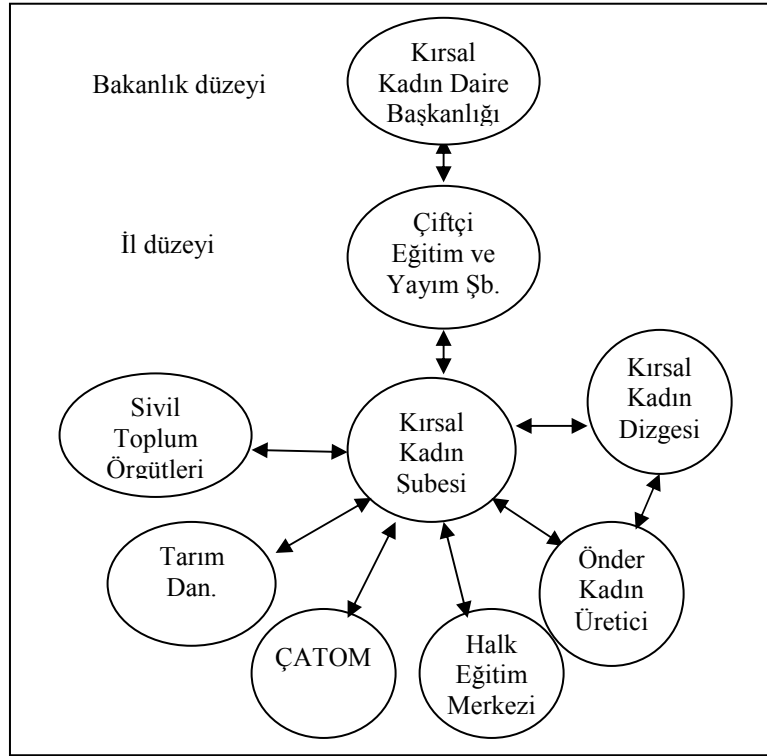 Bakanlık düzeyi
Kırsal
Kadın Daire
Başkanlığı
İl düzeyi
Çiftçi
Eğitim ve
Yayım Şb.
Kırsal
Kadın
Dizgesi
Sivil
Toplum
Örgütleri
Kırsal
Kadın
Şubesi
Tarım
Dan.
Önder
Kadın
Üretici
ÇATOM
Halk
Eğitim
Merkezi